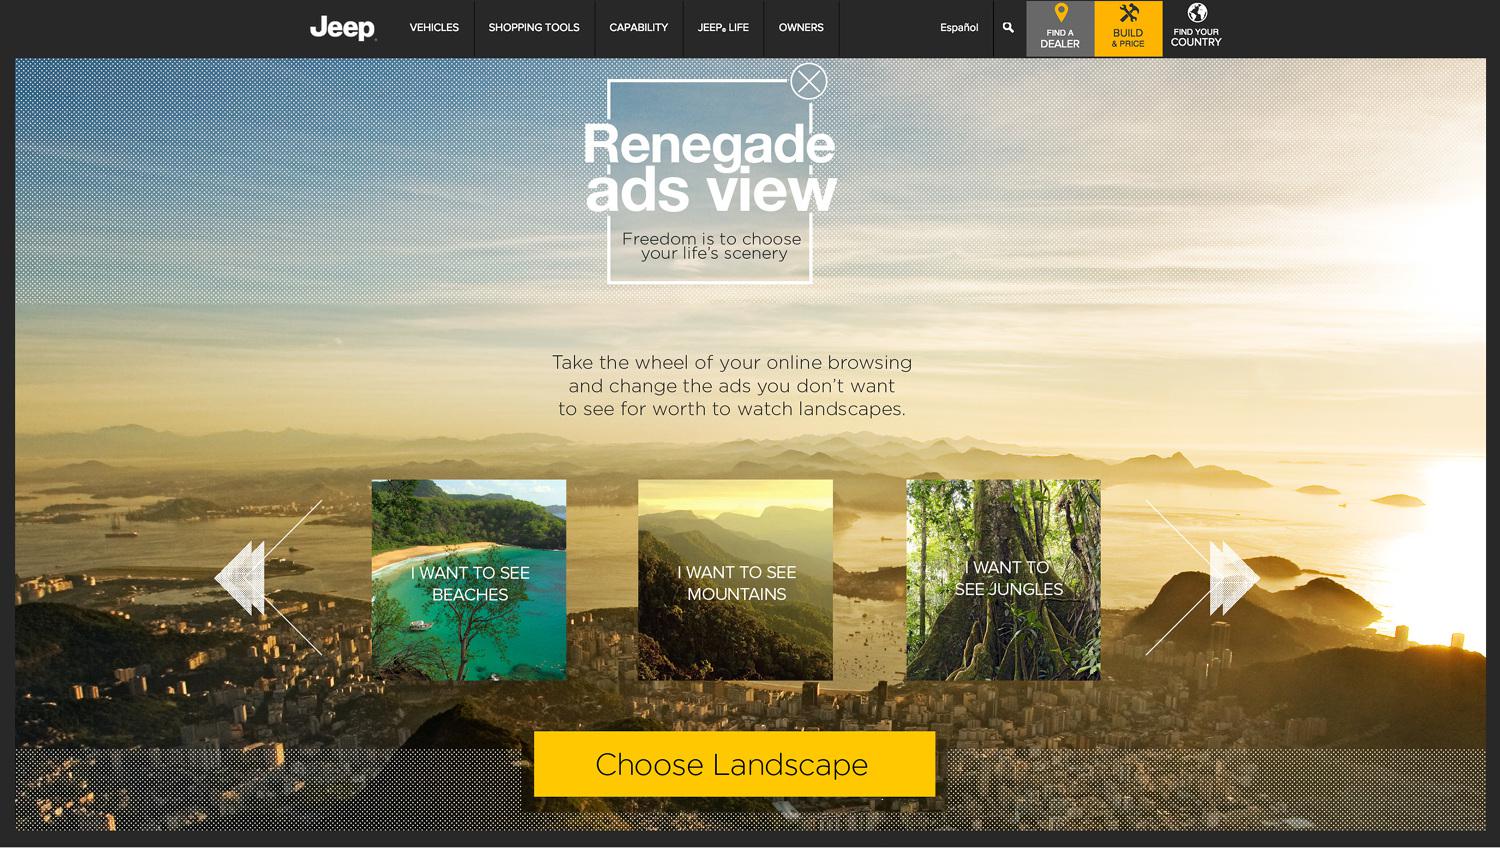 Jeep
VEHICLES
SHOPPING TOOLS
CAPABILITY
JEEP® LIFE
OWNERS
Español
FIND A
DEALER
BUILD
& PRICE
FIND YOUR
COUNTRY
Renegade
ads view
Freedom is to choose
your life's scenery
Take the wheel of your online browsing
and change the ads you don't want
to see for worth to watch landscapes.
I WANT TO SEE
BEACHES
I WANT TO SEE
MOUNTAINS
I WANT TO
SEE JUNGLES
Choose Landscape